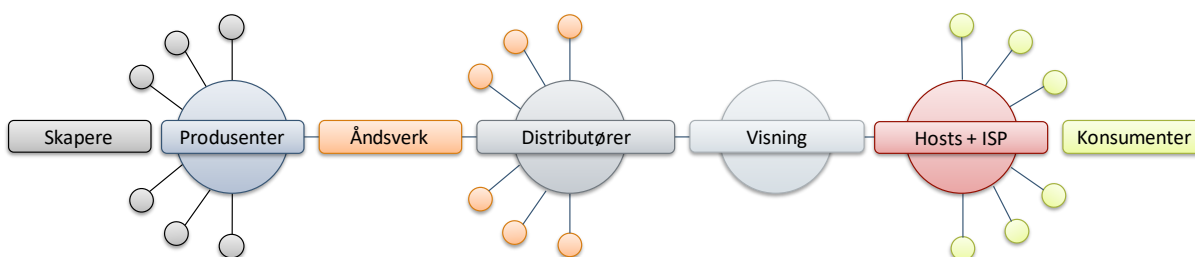 Skapere
Produsenter
Åndsverk
Distributører
Visning
Hosts + ISP
Konsumenter